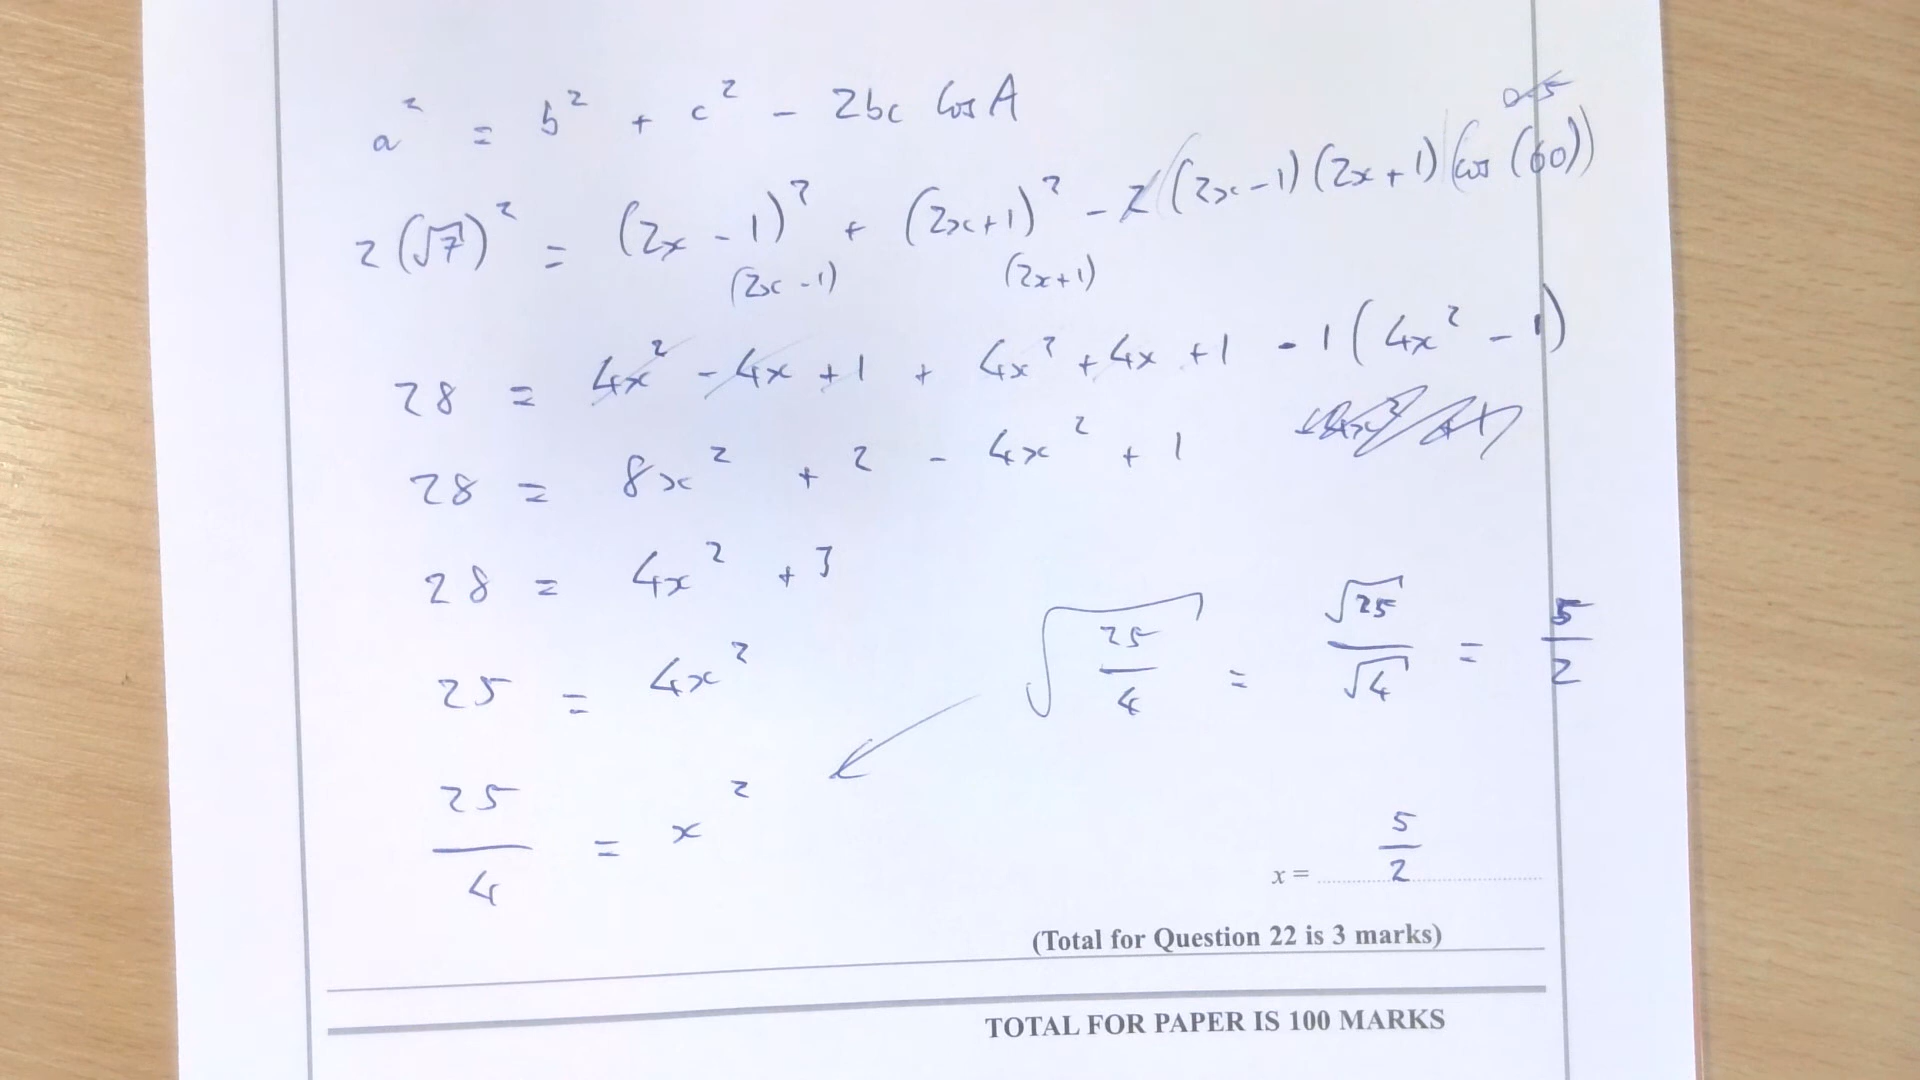 a² = b² + c² - 2bc Cos A
0.5
2(√7)² = (2x - 1)² + (2x+1)² - 2(2x-1)(2x+1)(Cos(60))
(2x-1) (2x+1)
28 = 4x² - 4x + 1 + 4x² + 4x + 1 - 1(4x² - 1)
28 = 8x² + 2 - 4x² + 1
28 = 4x² + 3
25 = 4x²
√25/4 = √25/√4 = 5/2
25/4 = x²
x = 5/2
(Total for Question 22 is 3 marks)
TOTAL FOR PAPER IS 100 MARKS